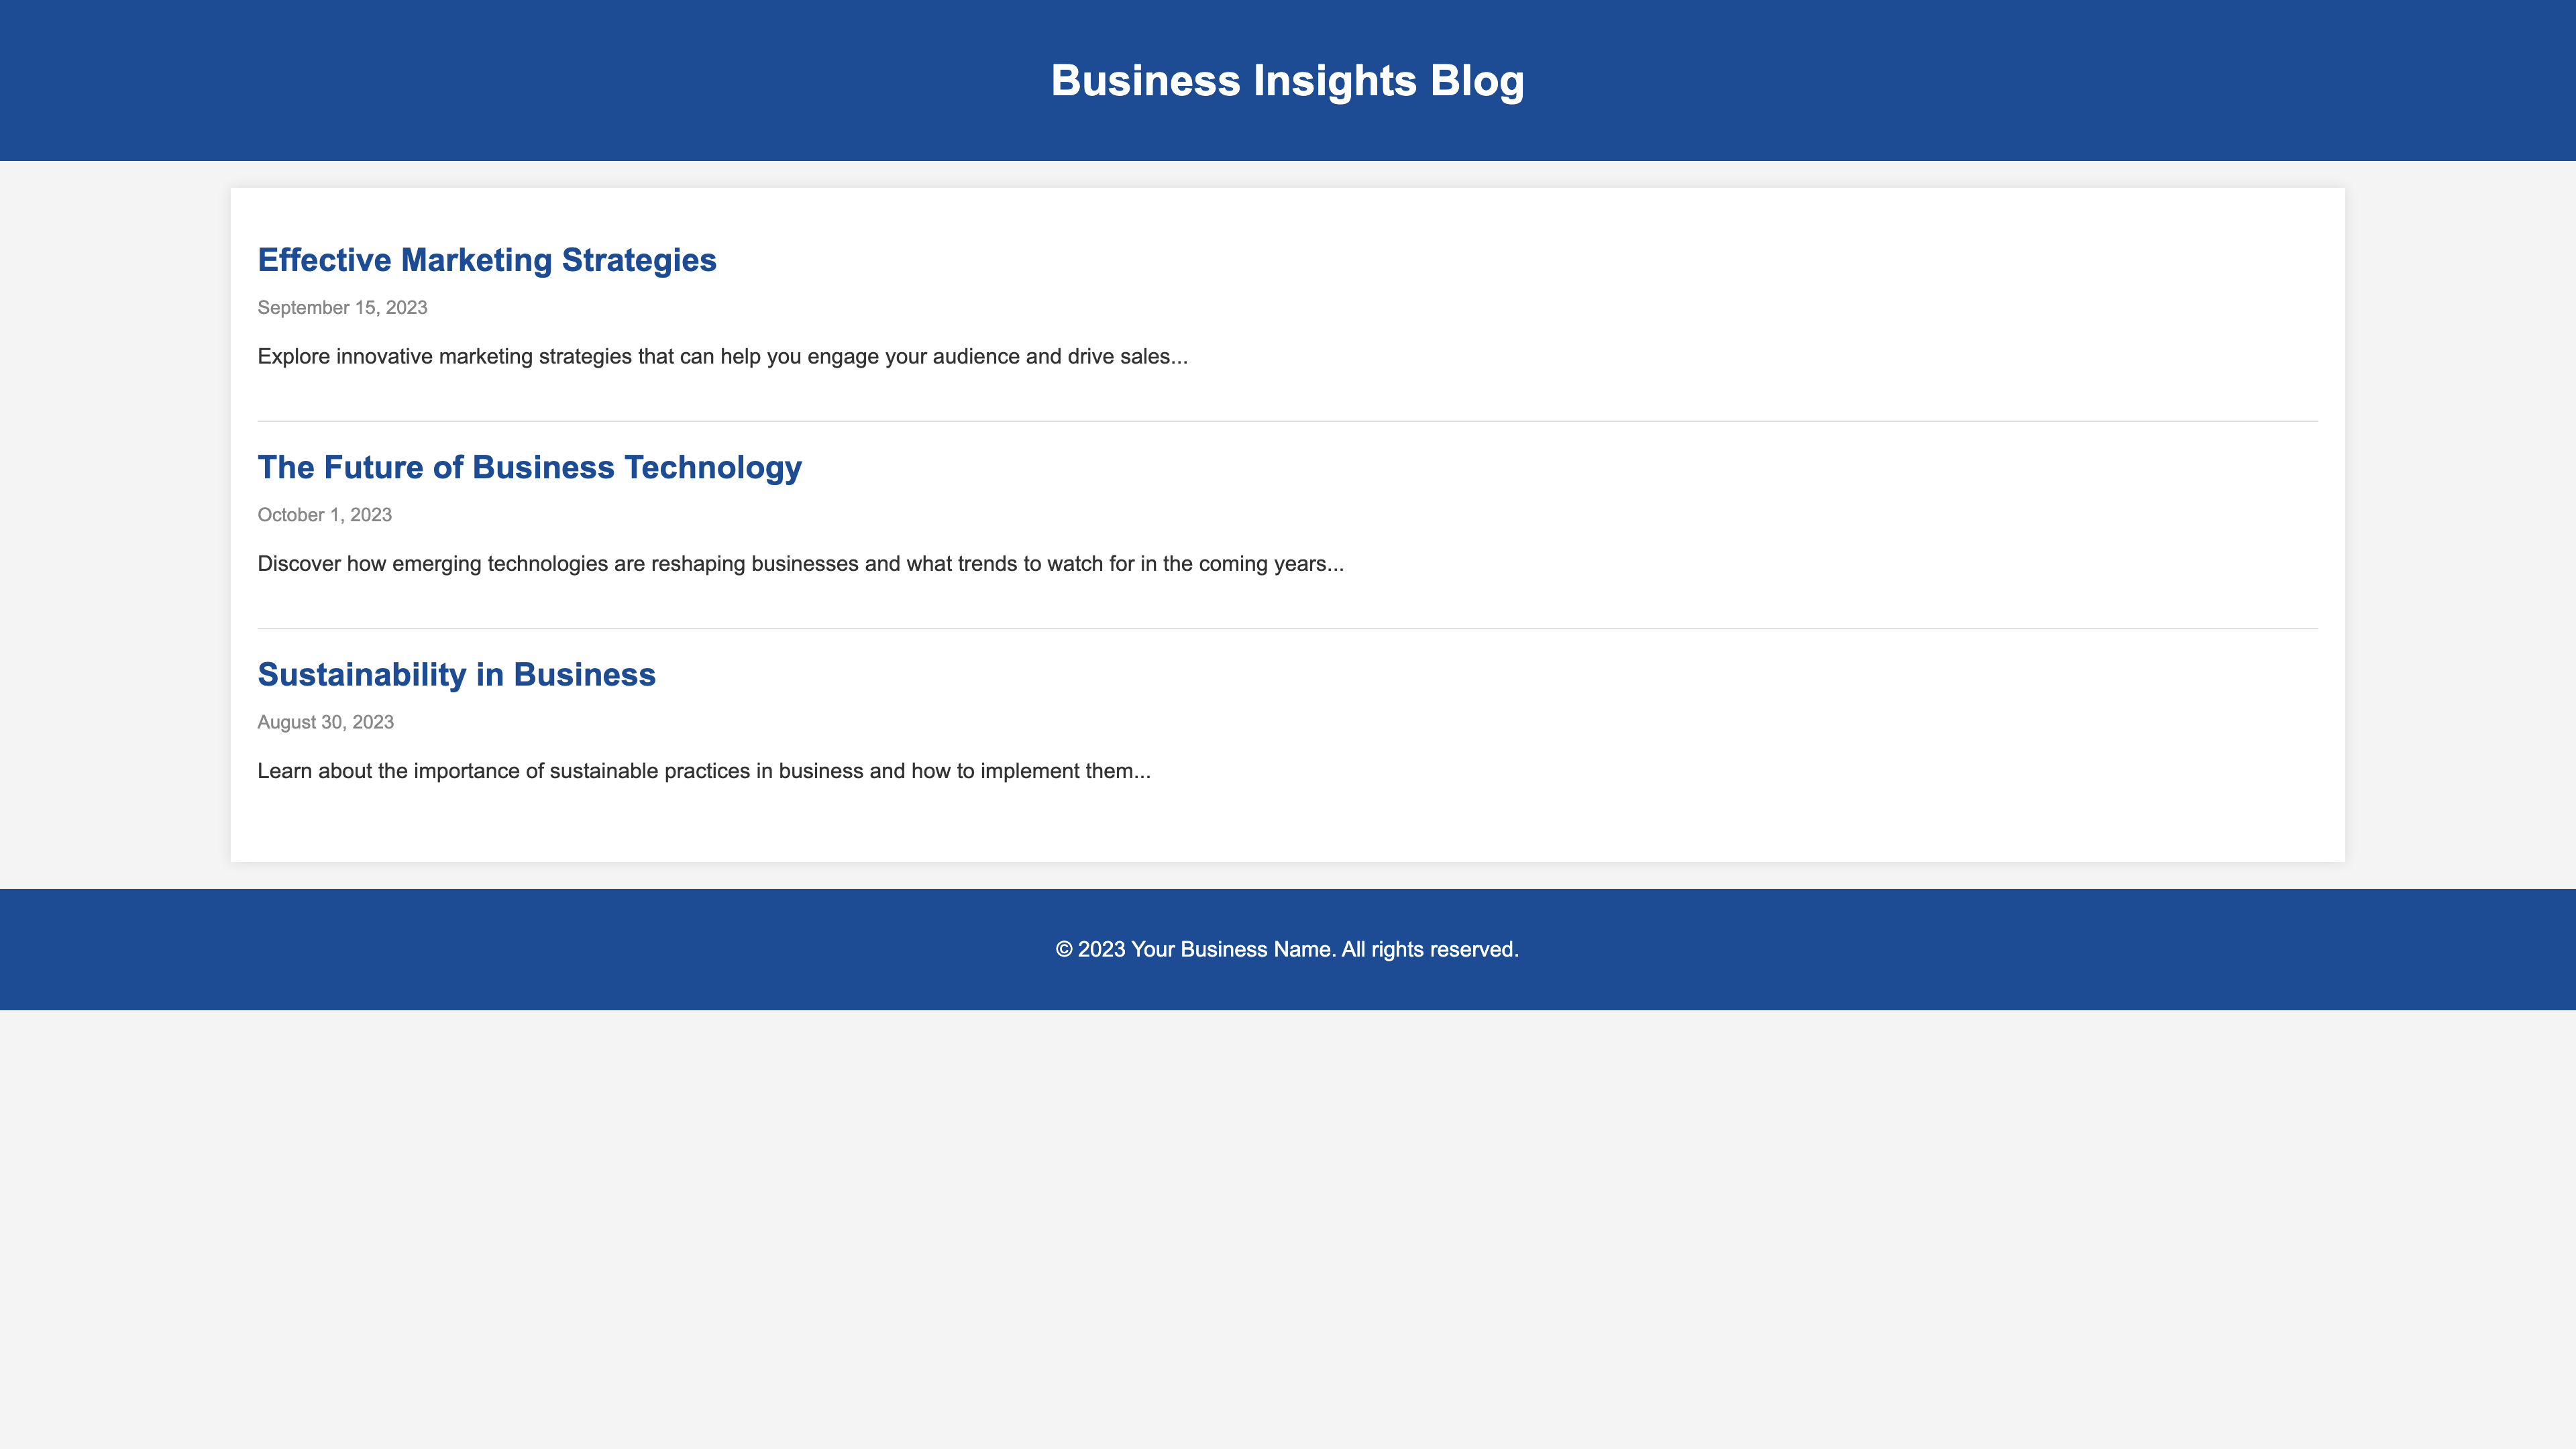 Business Insights Blog
Effective Marketing Strategies
September 15, 2023
Explore innovative marketing strategies that can help you engage your audience and drive sales...
The Future of Business Technology
October 1, 2023
Discover how emerging technologies are reshaping businesses and what trends to watch for in the coming years...
Sustainability in Business
August 30, 2023
Learn about the importance of sustainable practices in business and how to implement them...
© 2023 Your Business Name. All rights reserved.